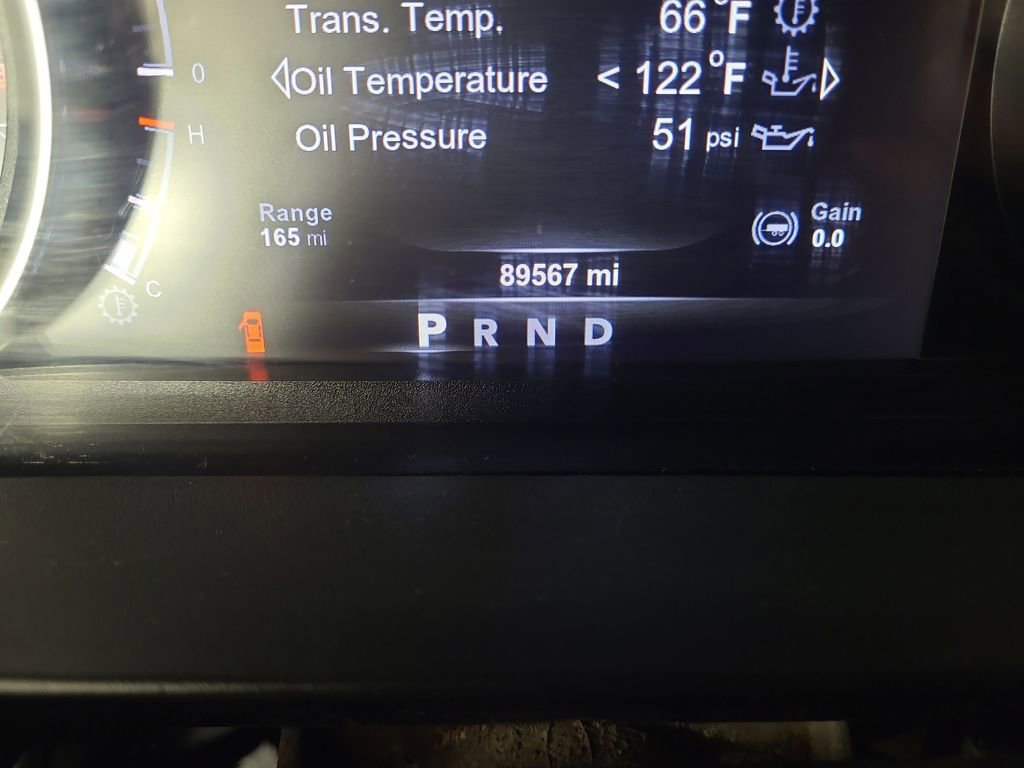 Trans. Temp. 66°F
0
Oil Temperature < 122°F
H
Oil Pressure 51 psi
Range
165 mi
Gain
0.0
89567 mi
C
P R N D